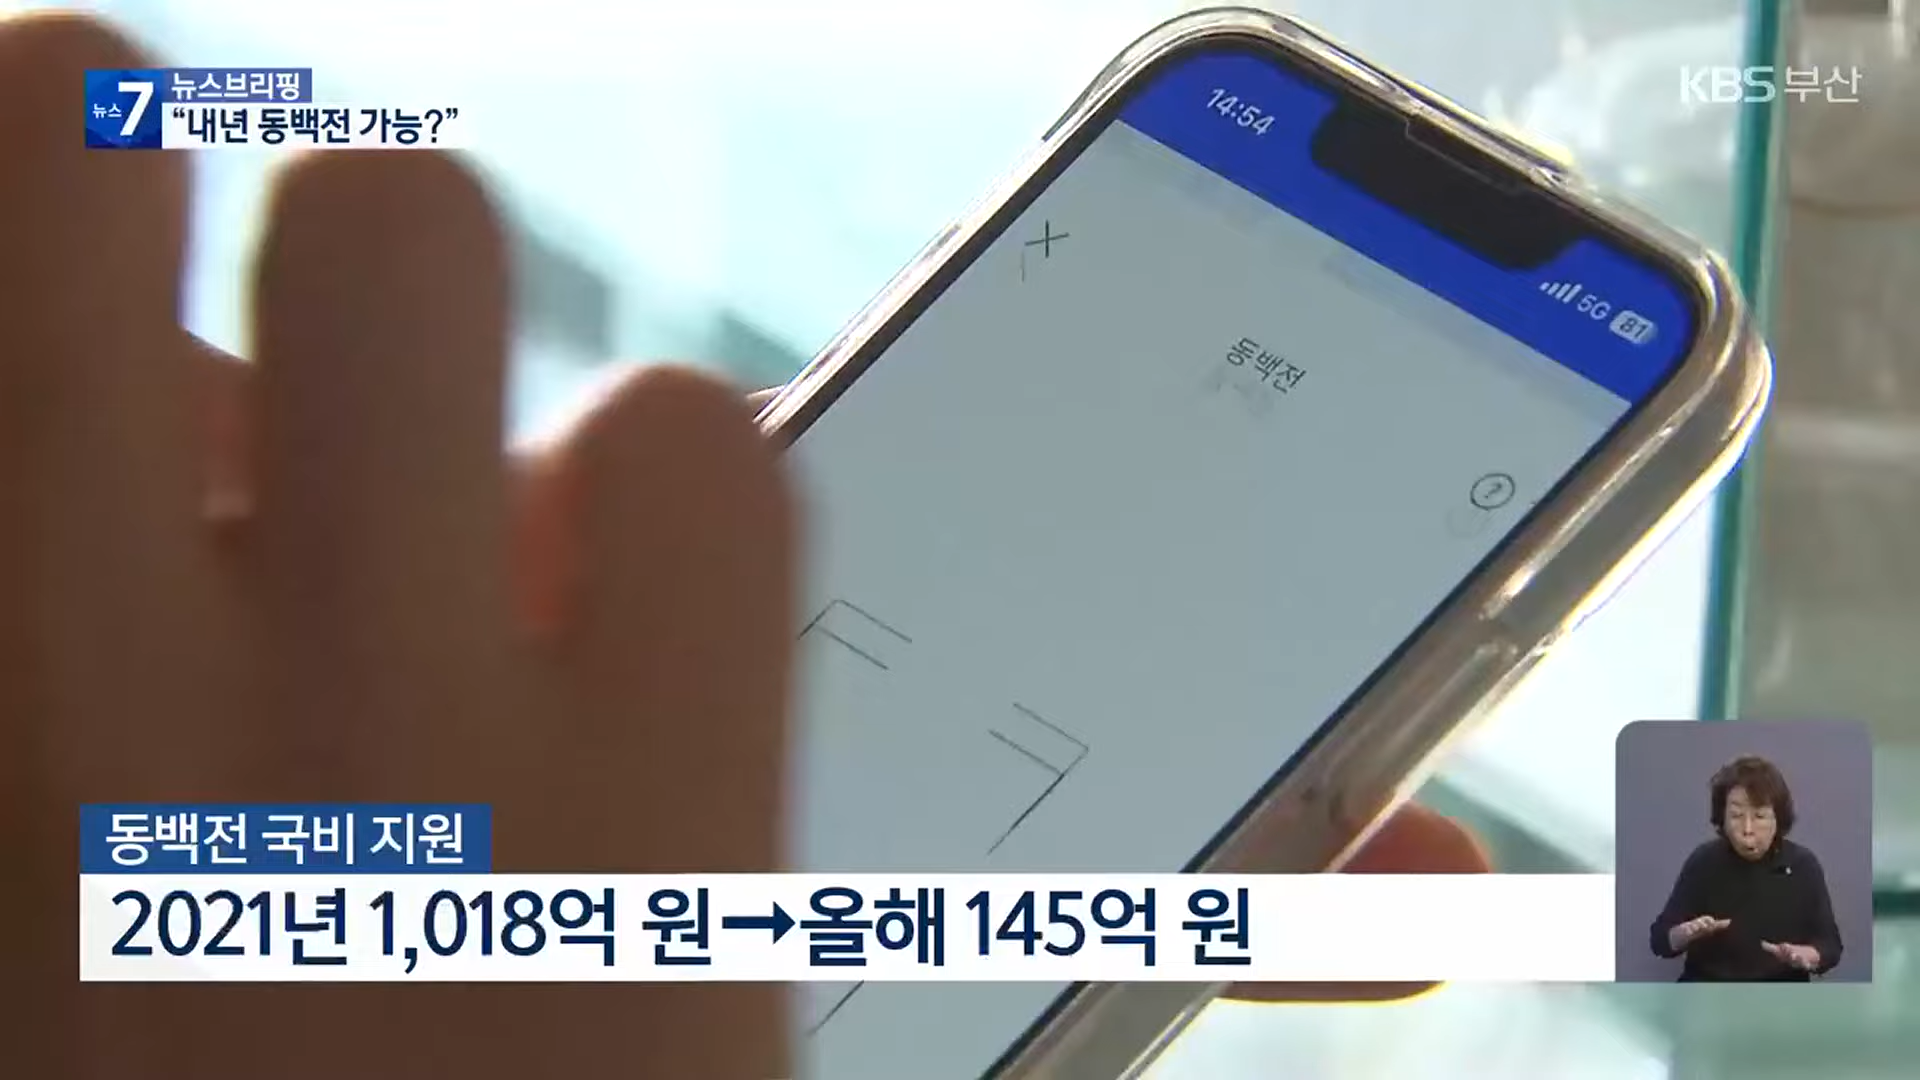 뉴스 7
뉴스브리핑
“내년 동백전 가능?”
KBS 부산
14:54
5G 81
동백전
?
동백전 국비 지원
2021년 1,018억 원→올해 145억 원